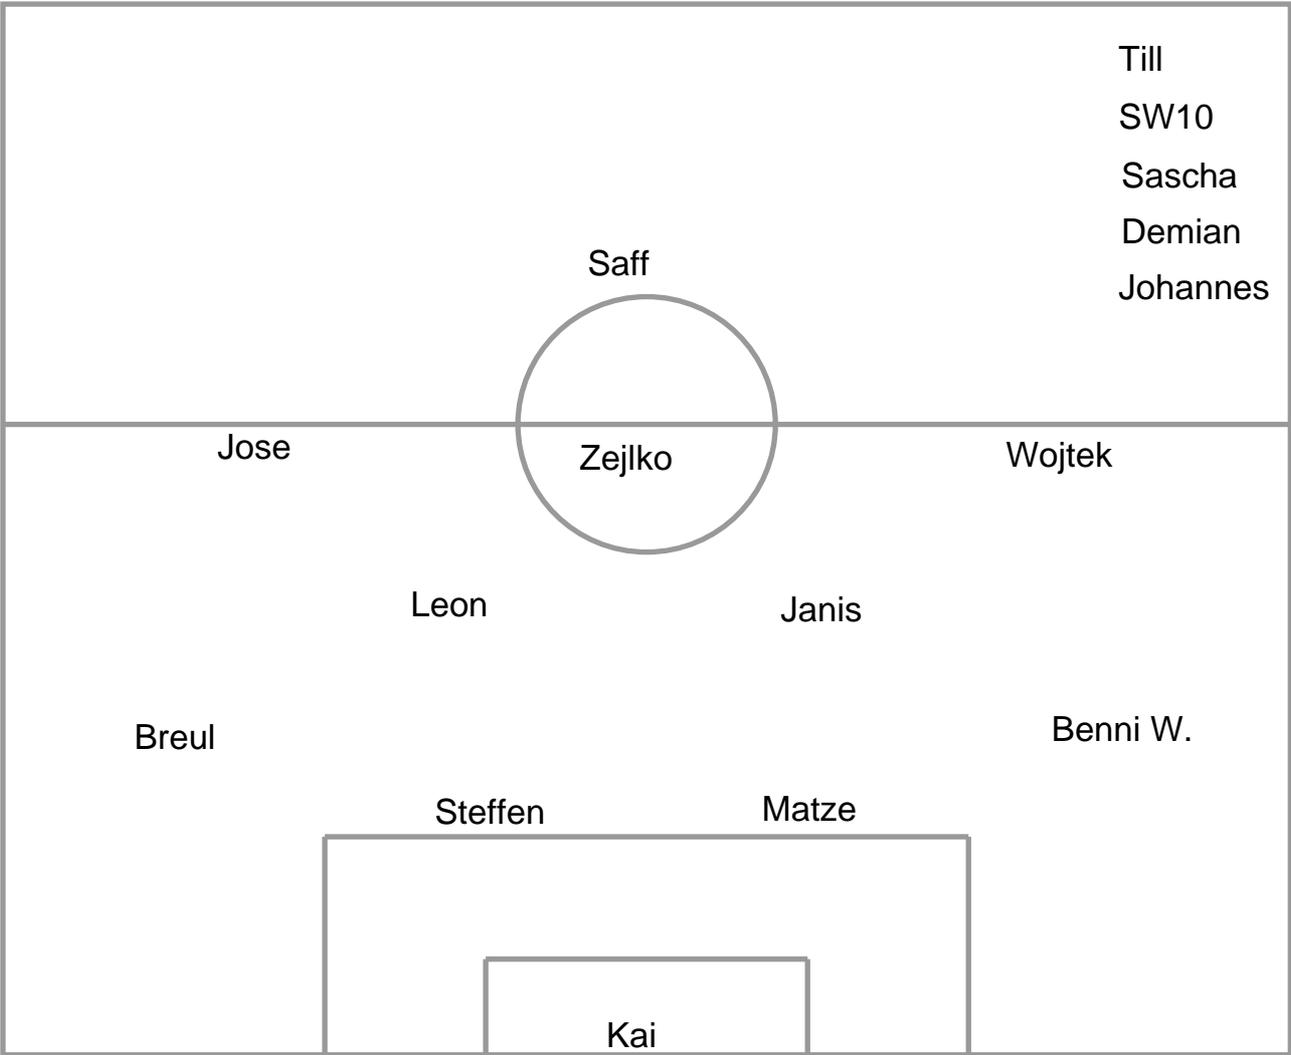 Till
SW10
Sascha
Demian
Saff
Johannes
Jose
Zejlko
Wojtek
Leon
Janis
Breul
Benni W.
Steffen
Matze
Kai